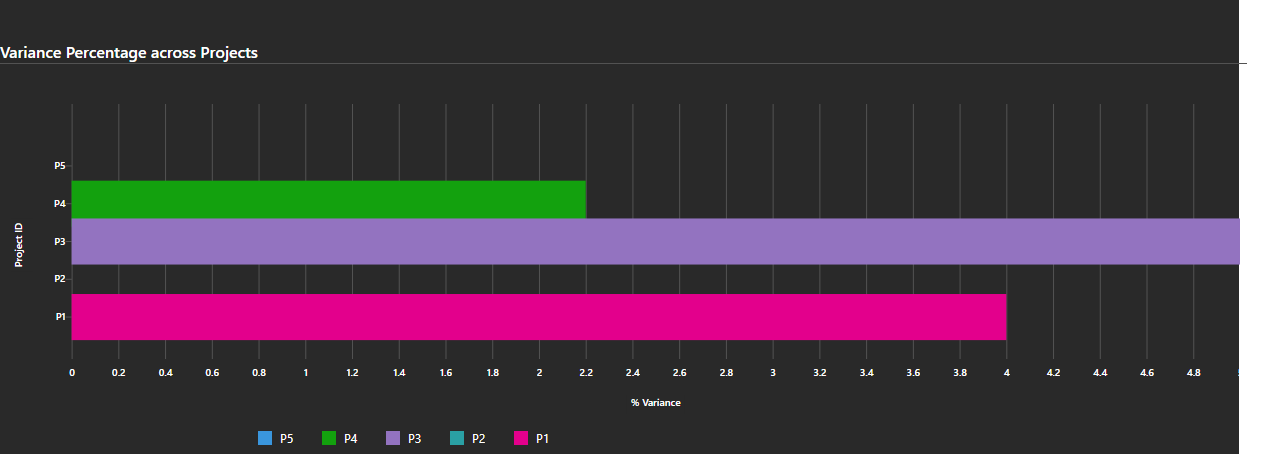 Variance Percentage across Projects
P5
P4
P3
P2
P1
Project ID
0 0.2 0.4 0.6 0.8 1 1.2 1.4 1.6 1.8 2 2.2 2.4 2.6 2.8 3 3.2 3.4 3.6 3.8 4 4.2 4.4 4.6 4.8
% Variance
P5 P4 P3 P2 P1